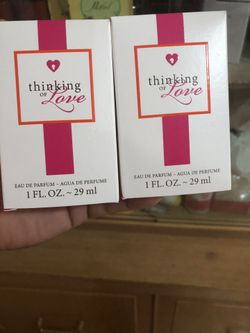 thinking
OF
Love
EAU DE PARFUM ~ AGUA DE PERFUME
1 FL. OZ. ~ 29 ml
thinking
OF
Love
EAU DE PARFUM ~ AGUA DE PERFUME
1 FL. OZ. ~ 29 ml